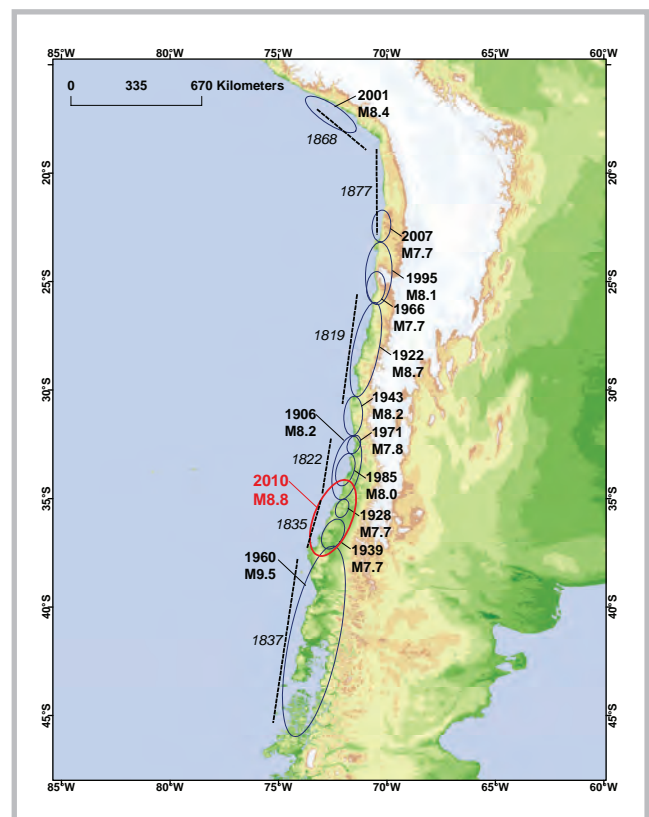 85°W 80°W 75°W 70°W 65°W 60°W
0 335 670 Kilometers
2001
M8.4
1868
20°S
20°S
1877
2007
M7.7
25°S
25°S
1995
M8.1
1966
M7.7
1819
1922
M8.7
30°S
30°S
1943
M8.2
1906
M8.2
1971
M7.8
1822
2010
M8.8
1985
M8.0
35°S
35°S
1835
1928
M7.7
1960
M9.5
1939
M7.7
40°S
40°S
1837
45°S
45°S
85°W 80°W 75°W 70°W 65°W 60°W